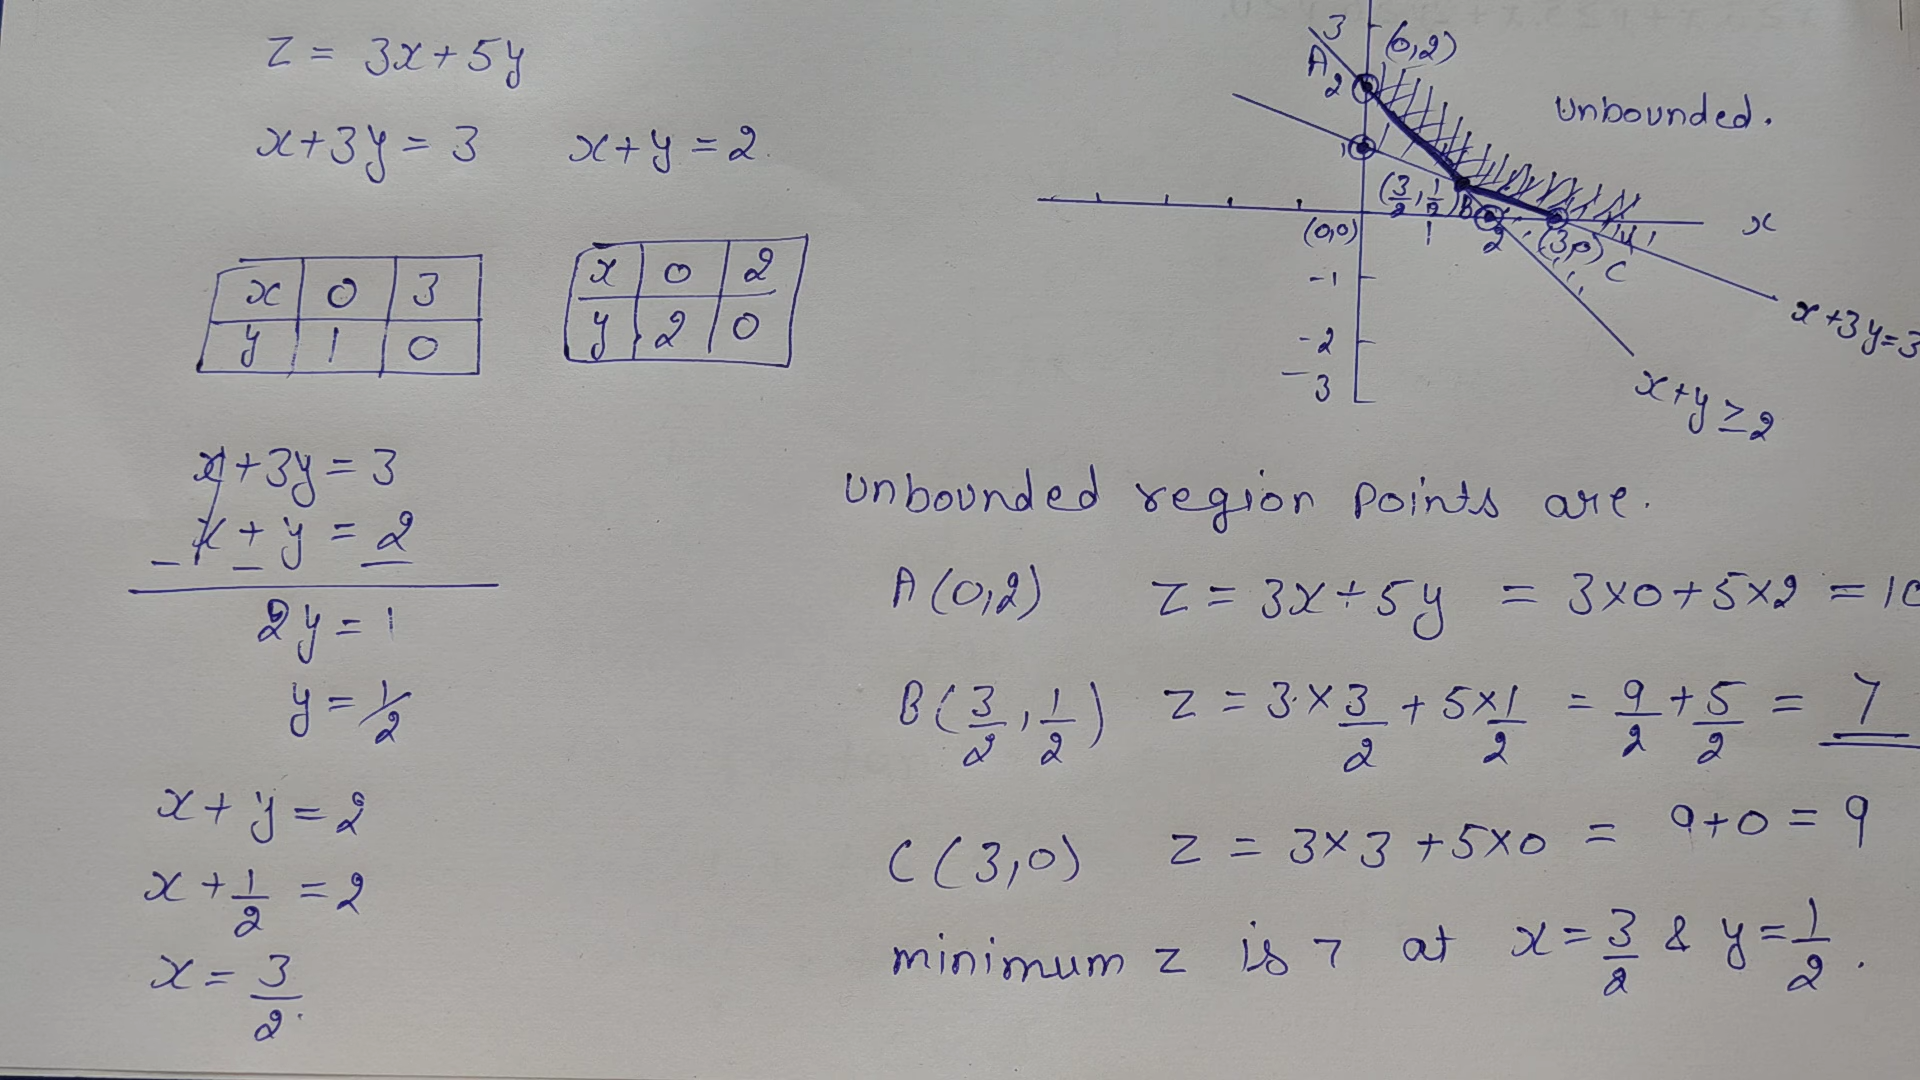 z = 3x+5y
x+3y = 3   x+y = 2
x 0 3
y 1 0
x 0 2
y 2 0
x+3y = 3
x + y = 2
- - -
2y = 1
y = 1/2
x + y = 2
x + 1/2 = 2
x = 3/2
3
A (0,2)
2
unbounded.
1
(3/2, 1/2) B
x
(0,0) 1 2 (3,0) C
-1
x+3y=3
-2
-3
x+y ≥ 2
unbounded region points are.
A (0,2)   z = 3x+5y = 3×0+5×2 = 10
B (3/2, 1/2)   z = 3×3/2 + 5×1/2 = 9/2 + 5/2 = 7
C (3,0)   z = 3×3 + 5×0 = 9+0 = 9
minimum z is 7 at x = 3/2 & y = 1/2.